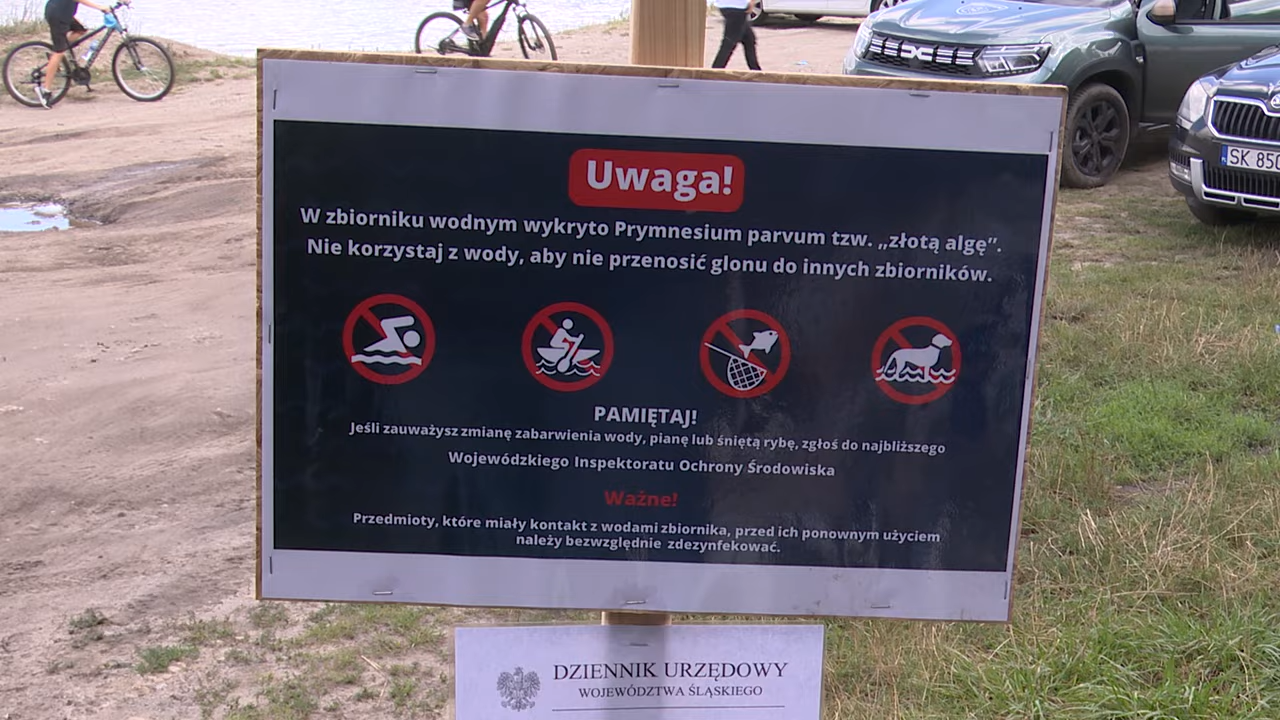 Uwaga!
W zbiorniku wodnym wykryto Prymnesium parvum tzw. „złotą algę”.
Nie korzystaj z wody, aby nie przenosić glonu do innych zbiorników.
PAMIĘTAJ!
Jeśli zauważysz zmianę zabarwienia wody, pianę lub śniętą rybę, zgłoś do najbliższego
Wojewódzkiego Inspektoratu Ochrony Środowiska
Ważne!
Przedmioty, które miały kontakt z wodami zbiornika, przed ich ponownym użyciem
należy bezwzględnie zdezynfekować.
DZIENNIK URZĘDOWY
WOJEWÓDZTWA ŚLĄSKIEGO
SK 850